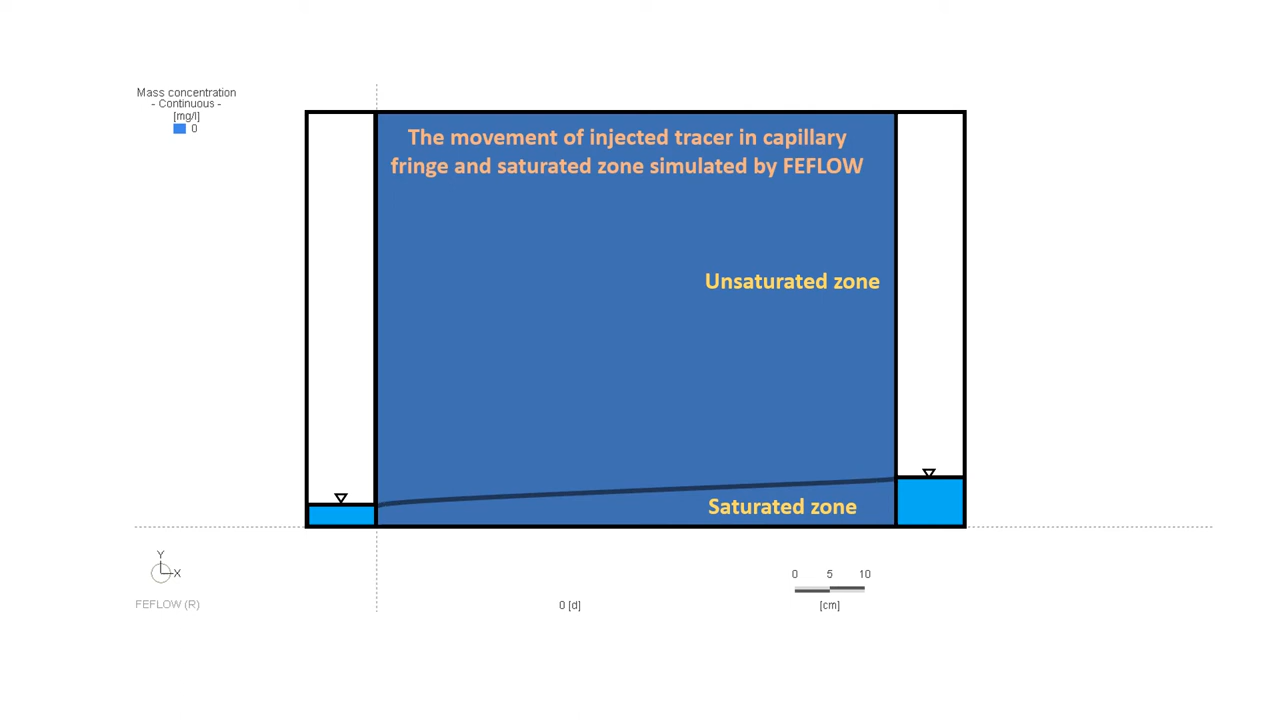 Mass concentration
- Continuous -
[mg/l]
0
The movement of injected tracer in capillary
fringe and saturated zone simulated by FEFLOW
Unsaturated zone
Saturated zone
Y
X
FEFLOW (R)
0 [d]
0 5 10
[cm]